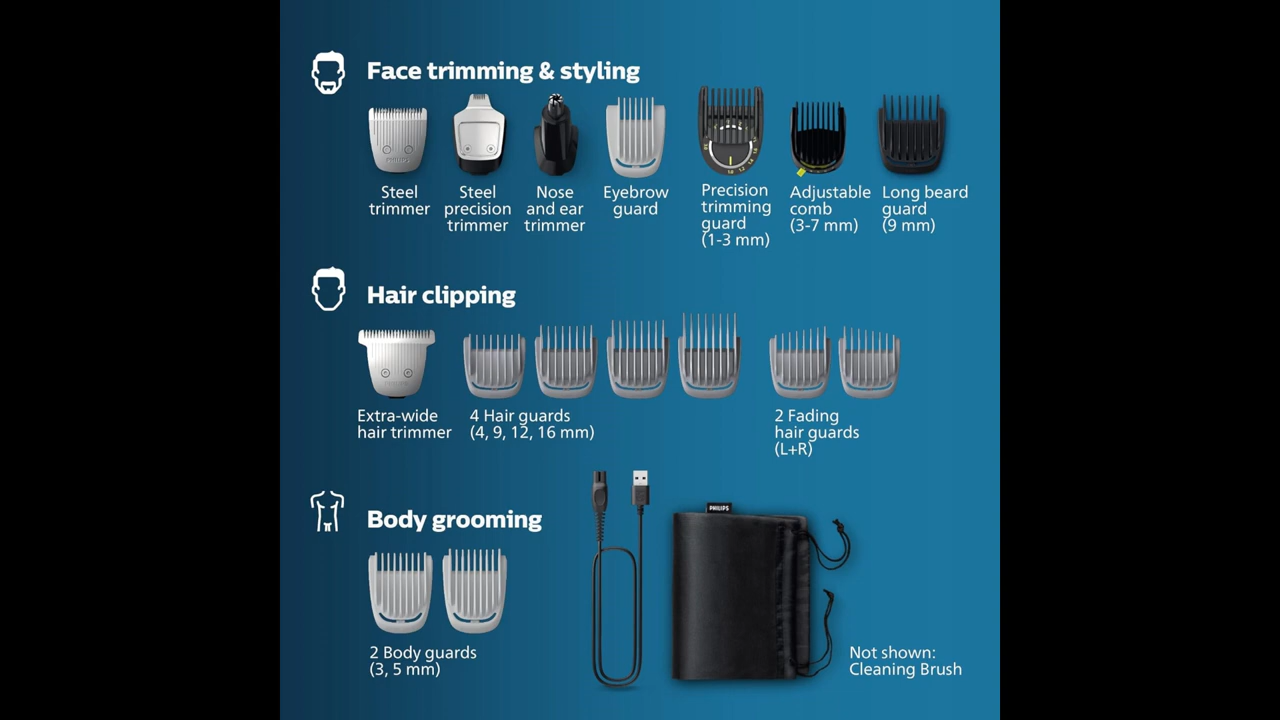 Face trimming & styling
PHILIPS
Steel
trimmer
Steel
precision
trimmer
Nose
and ear
trimmer
Eyebrow
guard
Precision
trimming
guard
(1-3 mm)
Adjustable
comb
(3-7 mm)
Long beard
guard
(9 mm)
Hair clipping
Extra-wide
hair trimmer
4 Hair guards
(4, 9, 12, 16 mm)
2 Fading
hair guards
(L+R)
Body grooming
PHILIPS
2 Body guards
(3, 5 mm)
Not shown:
Cleaning Brush